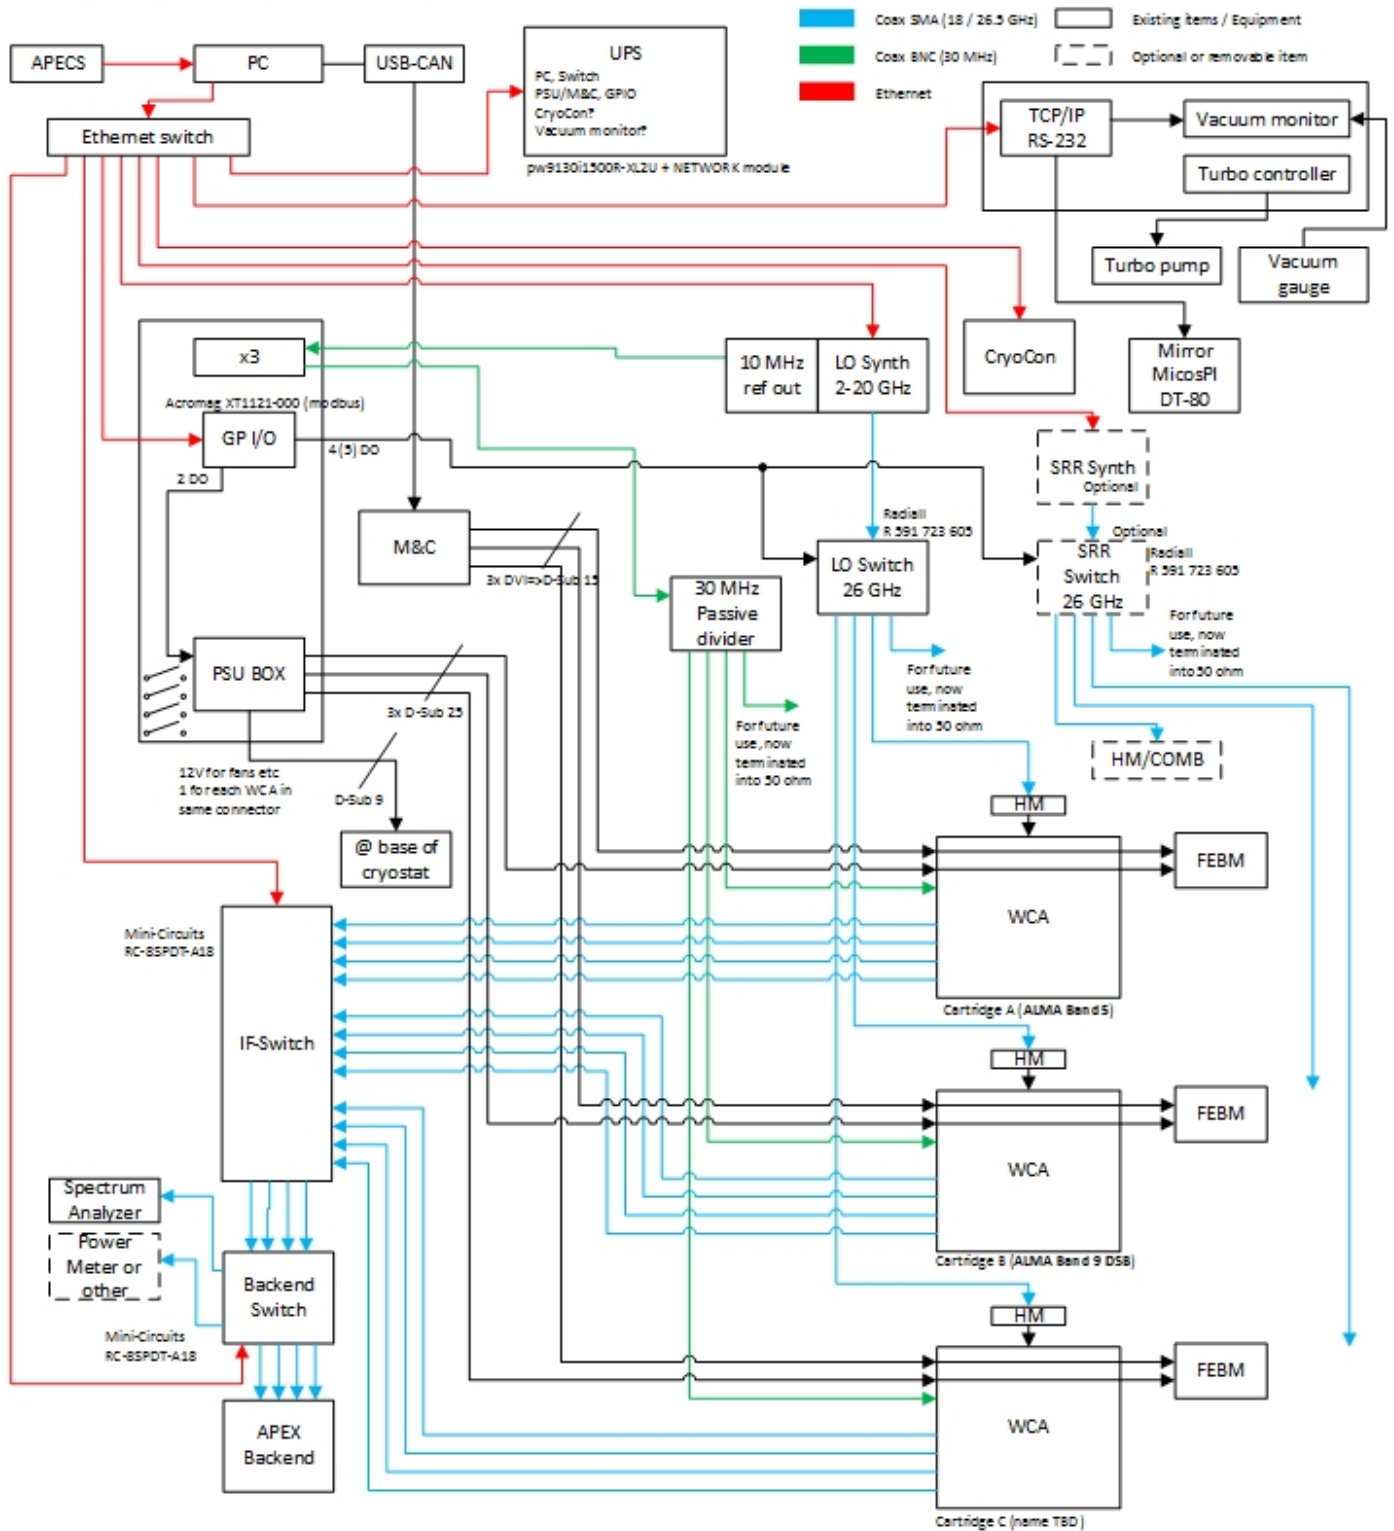 Coax SMA (18 / 26.5 GHz)
Existing items / Equipment
Coax BNC (30 MHz)
Optional or removable item
Ethernet
APECS
PC
USB-CAN
UPS
PC, Switch
PSU/M&C, GPIO
CryoCon?
Vacuum monitor?
pw9130i1500R-XL2U + NETWORK module
Ethernet switch
TCP/IP
RS-232
Vacuum monitor
Turbo controller
Turbo pump
Vacuum
gauge
CryoCon
Mirror
MicosPI
DT-80
x3
10 MHz
ref out
LO Synth
2-20 GHz
Acromag XT1121-000 (modbus)
GP I/O
4 (5) DO
2 DO
SRR Synth
Optional
Radiall
R 591 723 605
Optional
M&C
3x DVI=>D-Sub 15
LO Switch
26 GHz
SRR
Switch
26 GHz
Radiall
R 591 723 605
30 MHz
Passive
divider
For future
use, now
terminated
into 50 ohm
For future
use, now
terminated
into 50 ohm
PSU BOX
3x D-Sub 25
For future
use, now
terminated
into 50 ohm
HM/COMB
12V for fans etc
1 for each WCA in
same connector
D-Sub 9
@ base of
cryostat
HM
FEBM
WCA
Cartridge A (ALMA Band 5)
Mini-Circuits
RC-8SPDT-A18
IF-Switch
HM
FEBM
WCA
Cartridge B (ALMA Band 9 DSB)
Spectrum
Analyzer
Power
Meter or
other
Backend
Switch
Mini-Circuits
RC-8SPDT-A18
APEX
Backend
HM
FEBM
WCA
Cartridge C (name TBD)